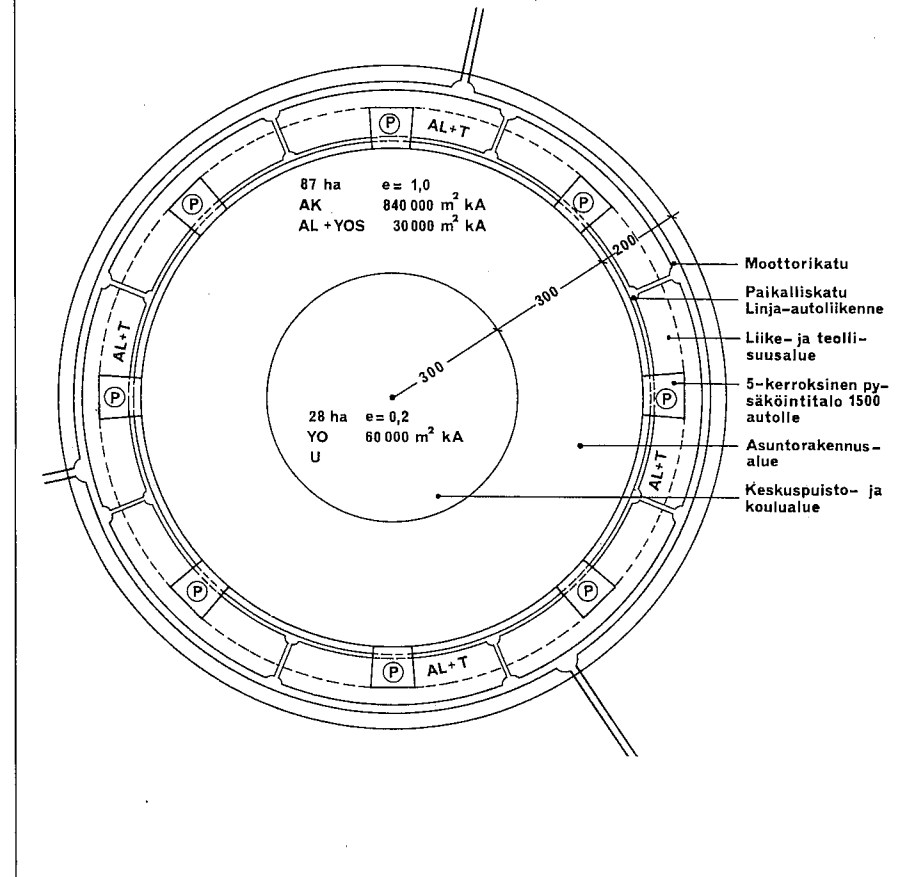 P
AL+T
P
P
87 ha e = 1,0
AK 840 000 m² kA
AL + YOS 30 000 m² kA
200
Moottorikatu
300
Paikalliskatu
Linja-autoliikenne
AL+T
Liike- ja teolli-
suusalue
300
P
P
5-kerroksinen py-
säköintitalo 1500
autolle
28 ha e = 0,2
YO 60 000 m² kA
U
Asuntorakennus-
alue
AL+T
Keskuspuisto- ja
koulualue
P
P
P
AL+T